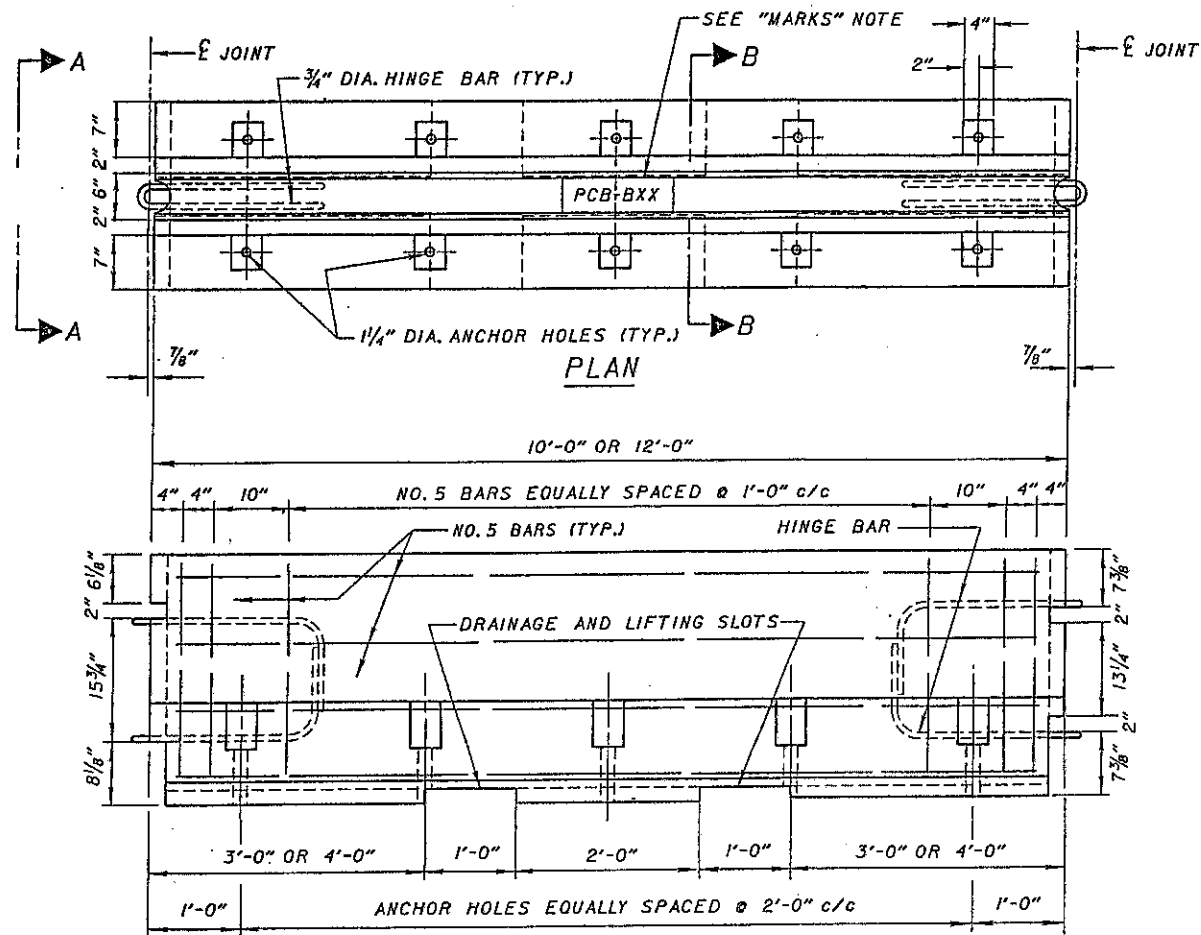 SEE "MARKS" NOTE
4"
A
℄ JOINT
B
℄ JOINT
3/4" DIA. HINGE BAR (TYP.)
2"
7"
2"
6"
PCB-BXX
2"
7"
A
1 1/4" DIA. ANCHOR HOLES (TYP.)
B
7/8"
PLAN
7/8"
10'-0" OR 12'-0"
4" 4" 10" NO. 5 BARS EQUALLY SPACED @ 1'-0" c/c 10" 4" 4"
NO. 5 BARS (TYP.)
HINGE BAR
6 1/8"
2"
15 3/4"
8 1/8"
DRAINAGE AND LIFTING SLOTS
7 3/8"
2"
13 1/4"
2"
7 7/8"
3'-0" OR 4'-0" 1'-0" 2'-0" 1'-0" 3'-0" OR 4'-0"
1'-0" ANCHOR HOLES EQUALLY SPACED @ 2'-0" c/c 1'-0"